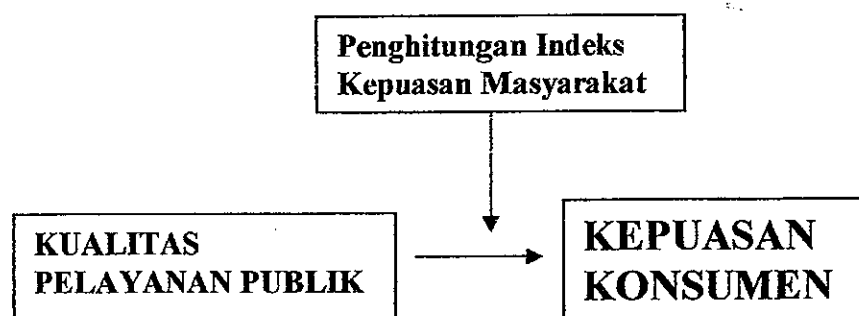 Penghitungan Indeks
Kepuasan Masyarakat
KUALITAS
PELAYANAN PUBLIK
KEPUASAN
KONSUMEN